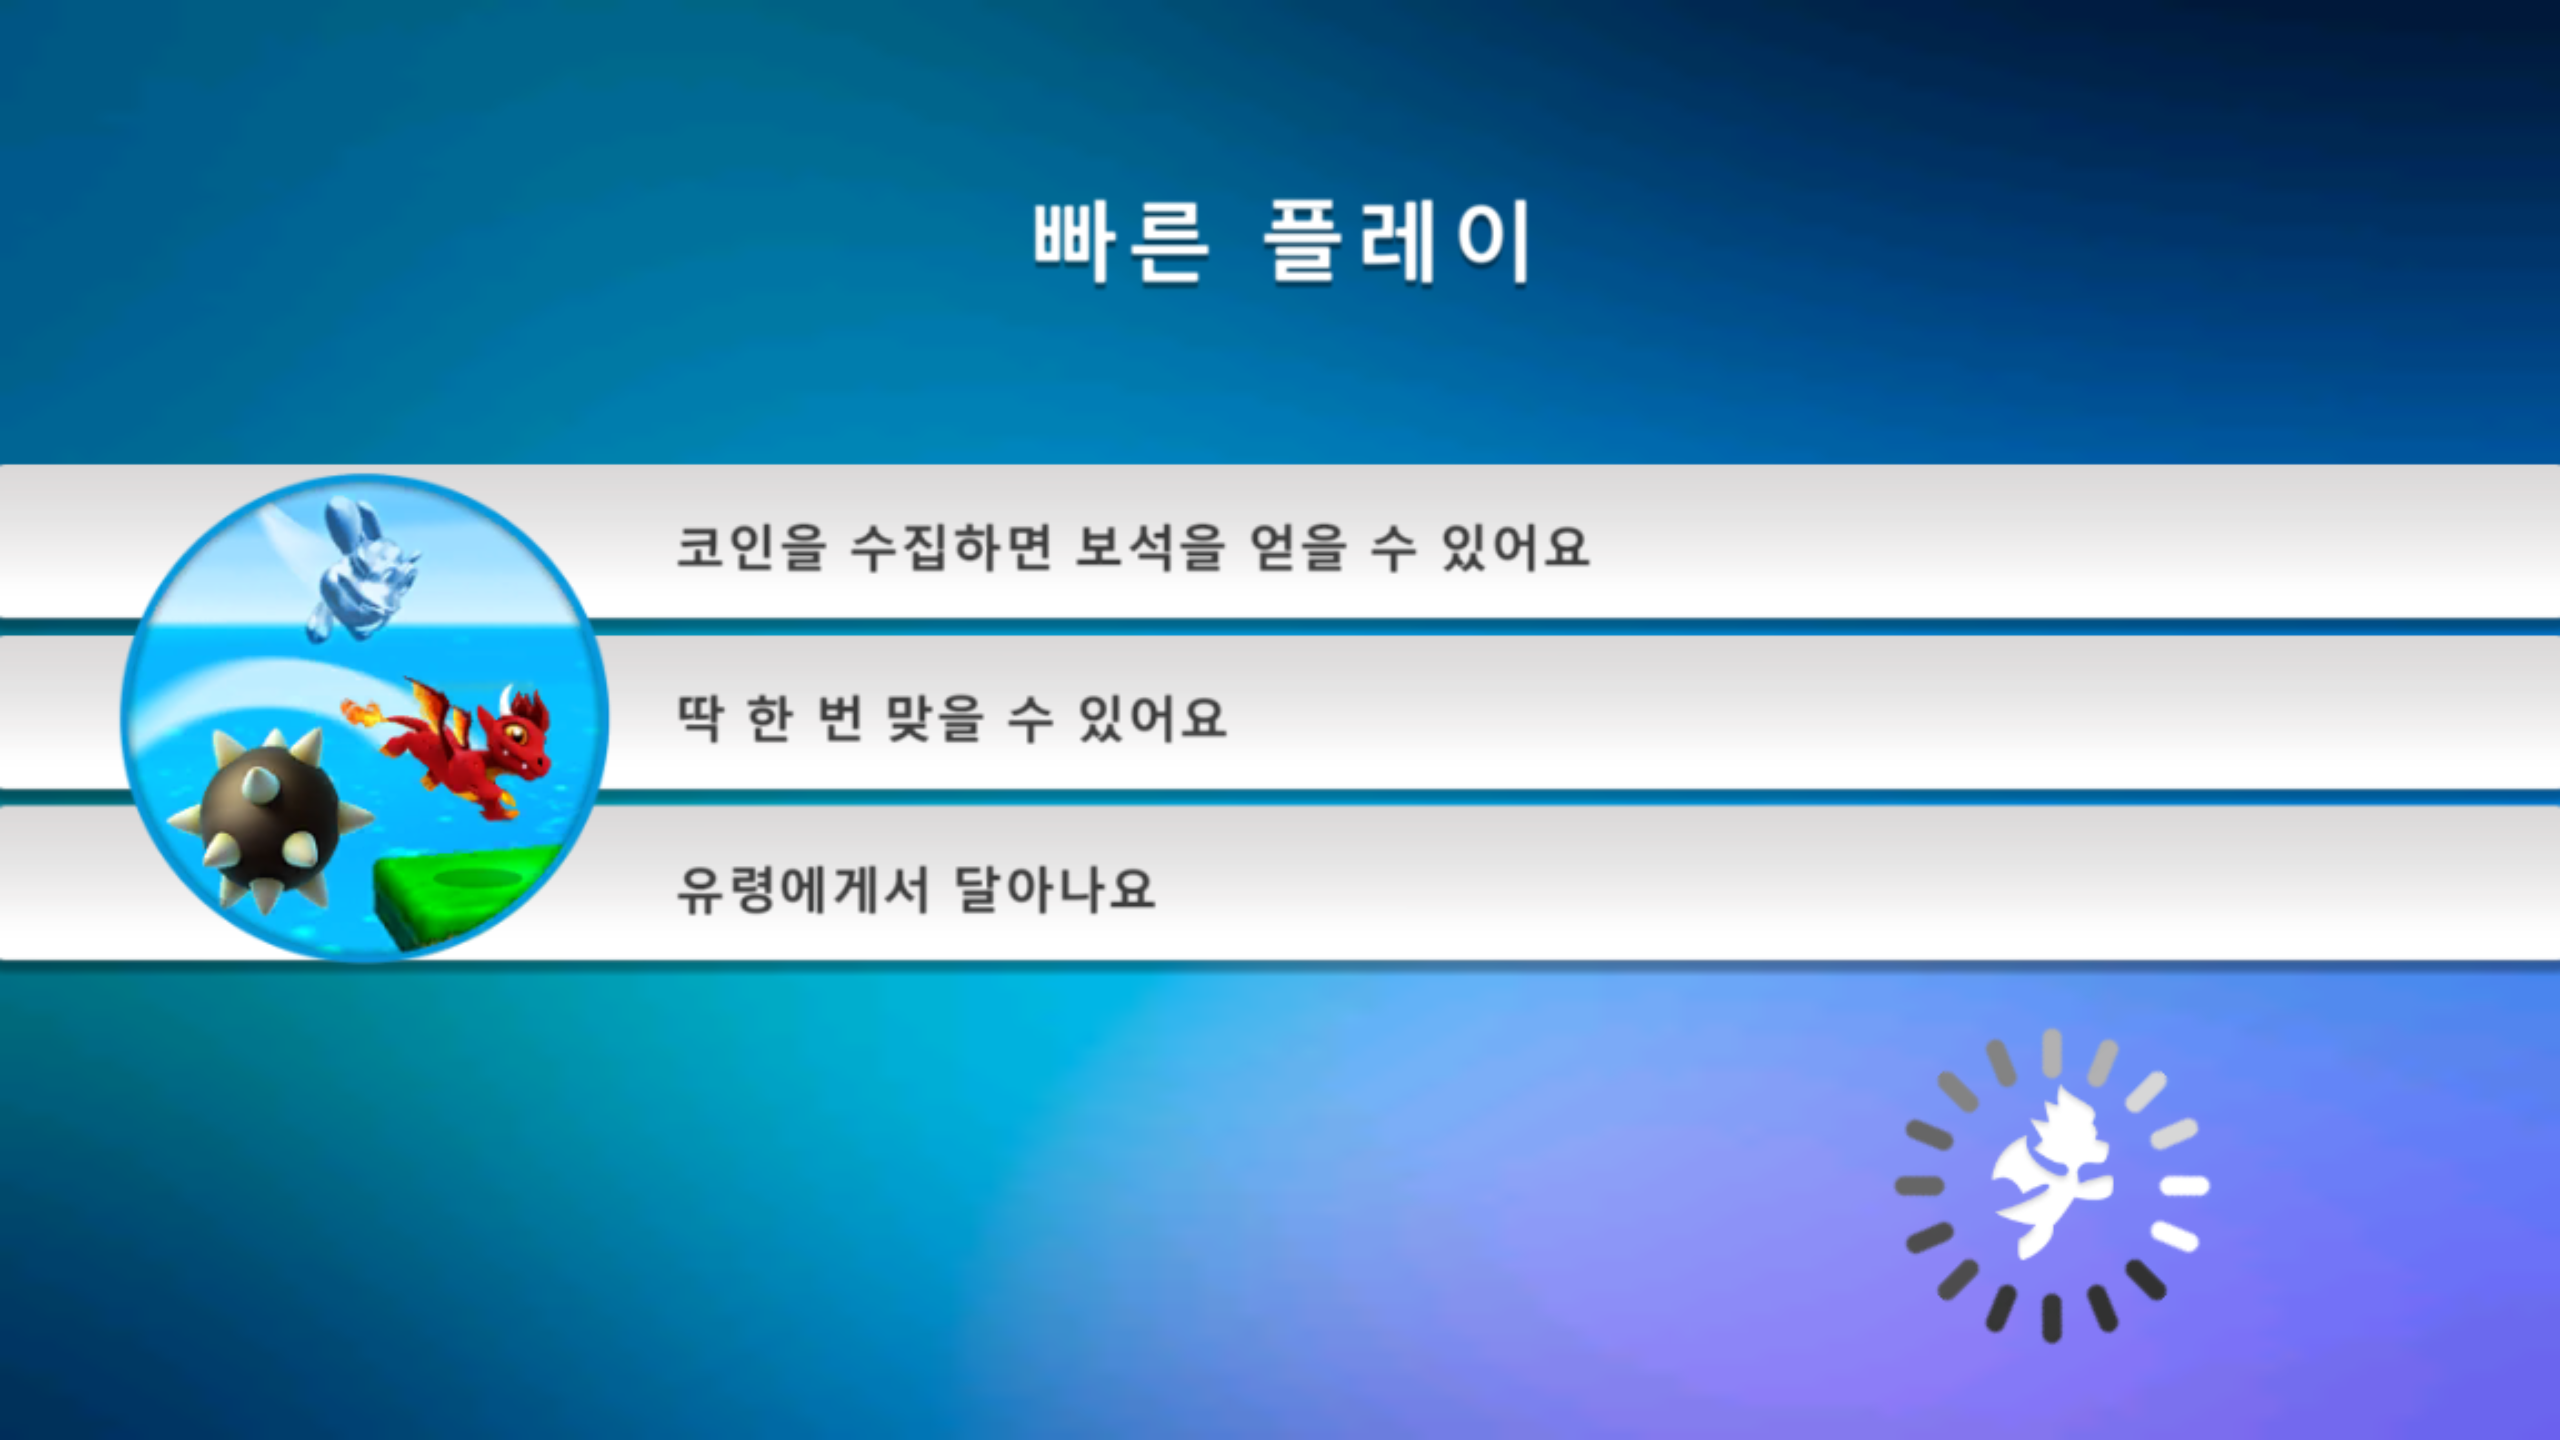 빠른 플레이
코인을 수집하면 보석을 얻을 수 있어요
딱 한 번 맞을 수 있어요
유령에게서 달아나요